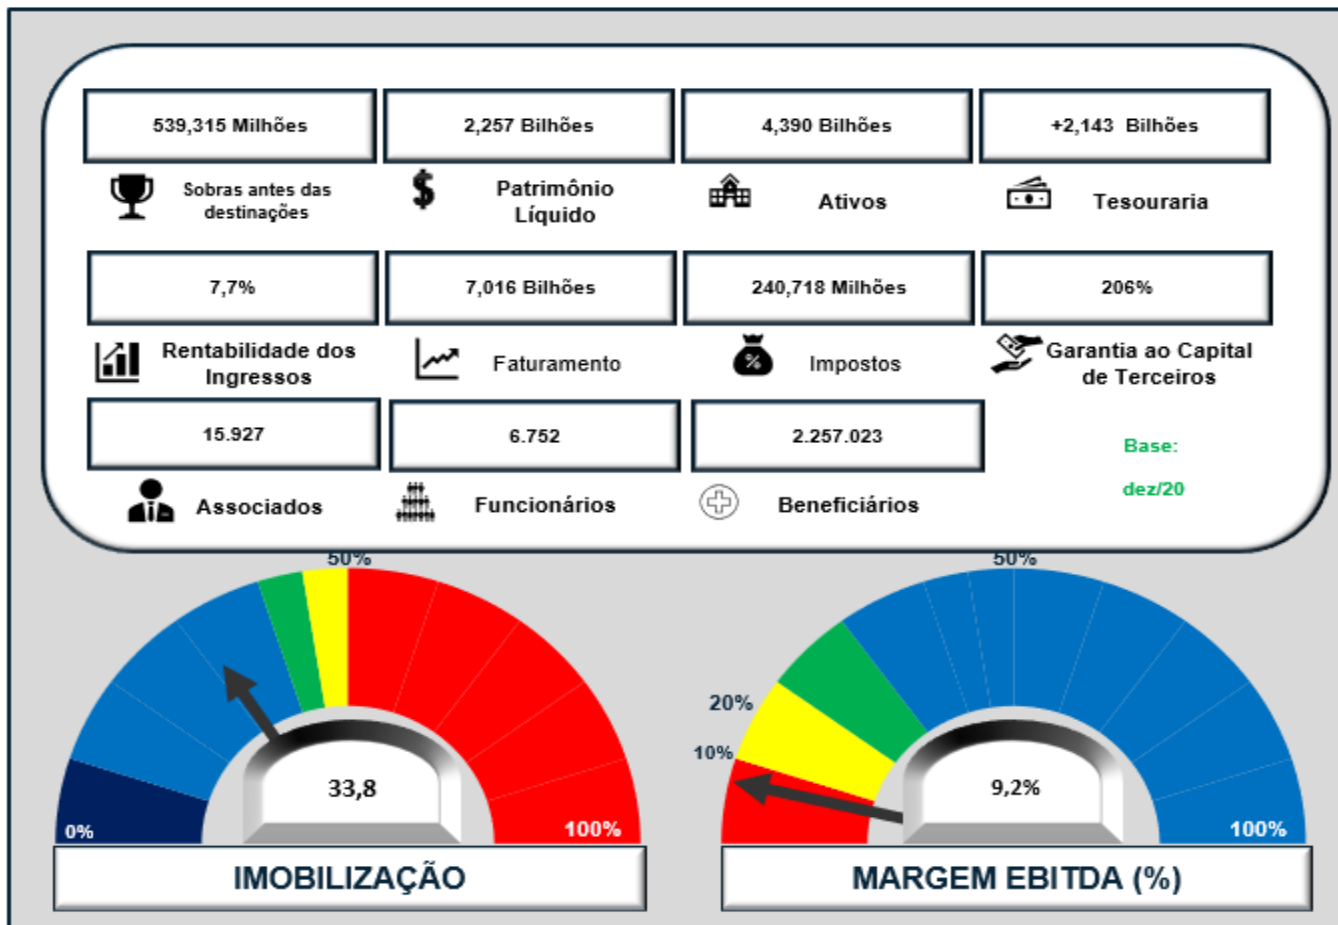 539,315 Milhões
2,257 Bilhões
4,390 Bilhões
+2,143 Bilhões
Sobras antes das
destinações
Patrimônio
Líquido
Ativos
Tesouraria
7,7%
7,016 Bilhões
240,718 Milhões
206%
Rentabilidade dos
Ingressos
Faturamento
Impostos
Garantia ao Capital
de Terceiros
15.927
6.752
2.257.023
Base:
dez/20
Associados
Funcionários
Beneficiários
50%
0%
33,8
100%
IMOBILIZAÇÃO
50%
20%
10%
9,2%
100%
MARGEM EBITDA (%)